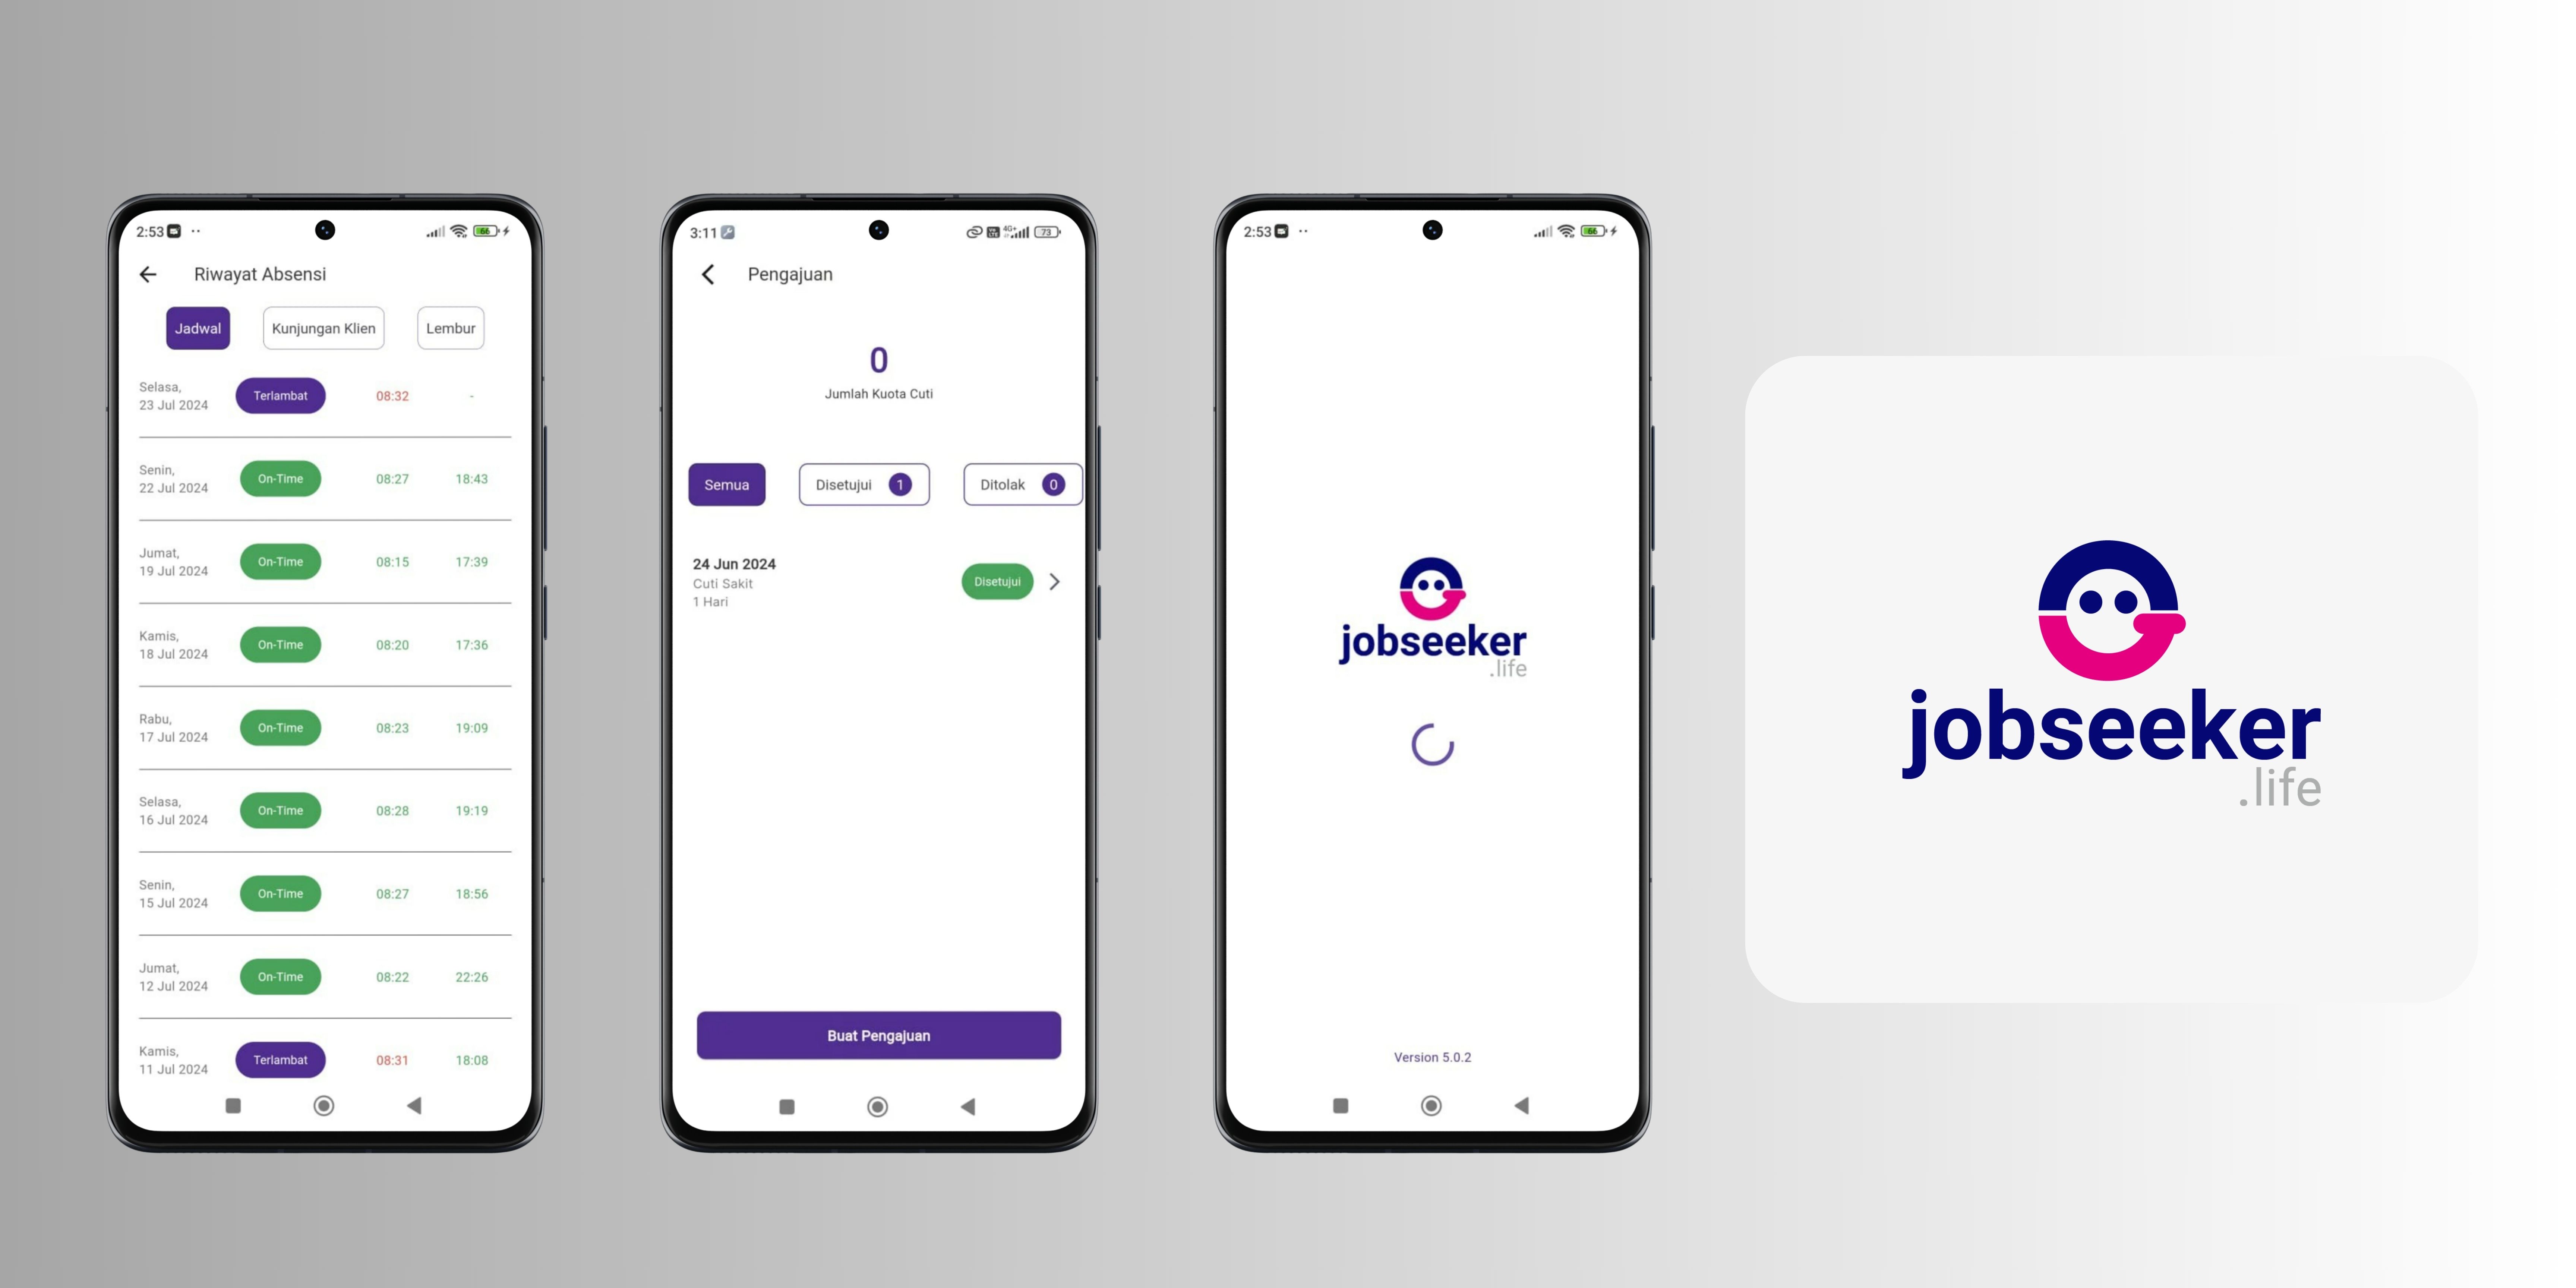 2:53
66
Riwayat Absensi
Jadwal
Kunjungan Klien
Lembur
Selasa,
23 Jul 2024
Terlambat
08:32
-
Senin,
22 Jul 2024
On-Time
08:27
18:43
Jumat,
19 Jul 2024
On-Time
08:15
17:39
Kamis,
18 Jul 2024
On-Time
08:20
17:36
Rabu,
17 Jul 2024
On-Time
08:23
19:09
Selasa,
16 Jul 2024
On-Time
08:28
19:19
Senin,
15 Jul 2024
On-Time
08:27
18:56
Jumat,
12 Jul 2024
On-Time
08:22
22:26
Kamis,
11 Jul 2024
Terlambat
08:31
18:08
3:11
4G+
73
Pengajuan
0
Jumlah Kuota Cuti
Semua
Disetujui 1
Ditolak 0
24 Jun 2024
Cuti Sakit
1 Hari
Disetujui
Buat Pengajuan
2:53
66
jobseeker
.life
Version 5.0.2
jobseeker
.life